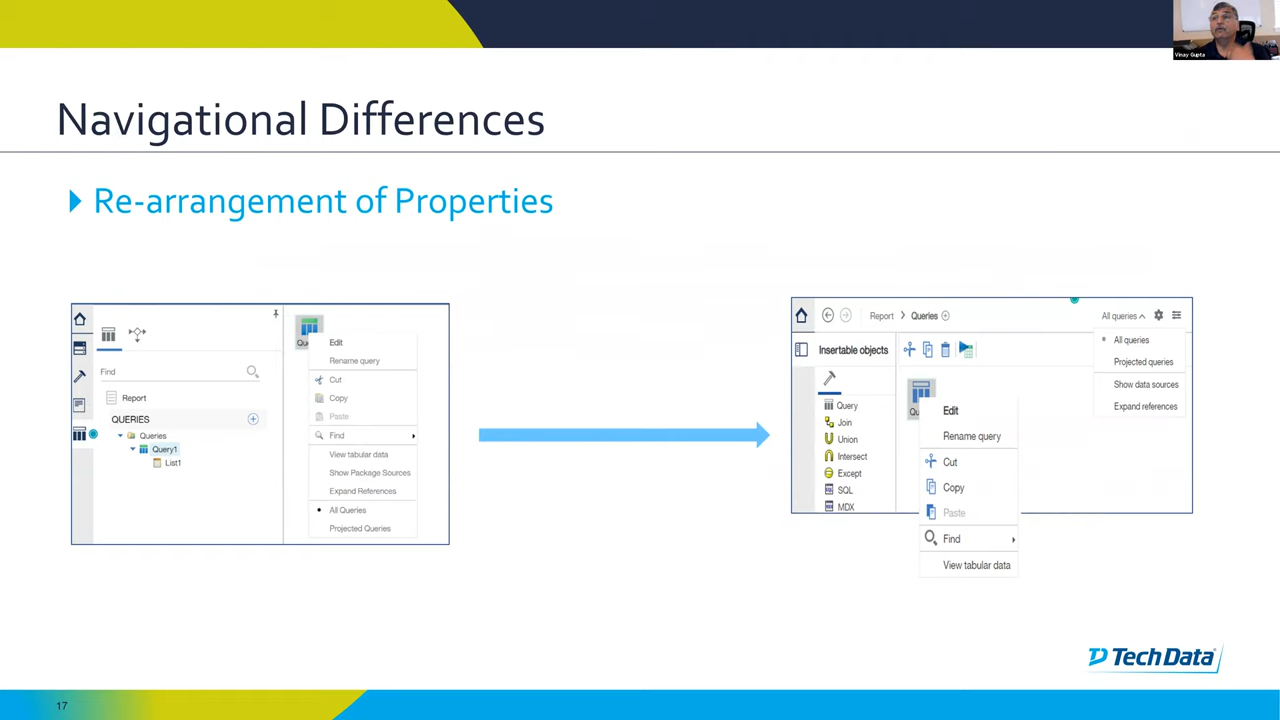 Vinay Gupta
Navigational Differences
Re-arrangement of Properties
Find
Report
QUERIES
Queries
Query1
List1
Edit
Rename query
Cut
Copy
Paste
Find
View tabular data
Show Package Sources
Expand References
All Queries
Projected Queries
Report
Queries
All queries
Insertable objects
Query
Join
Union
Intersect
Except
SQL
MDX
Edit
Rename query
Cut
Copy
Paste
Find
View tabular data
All queries
Projected queries
Show data sources
Expand references
Tech Data
17